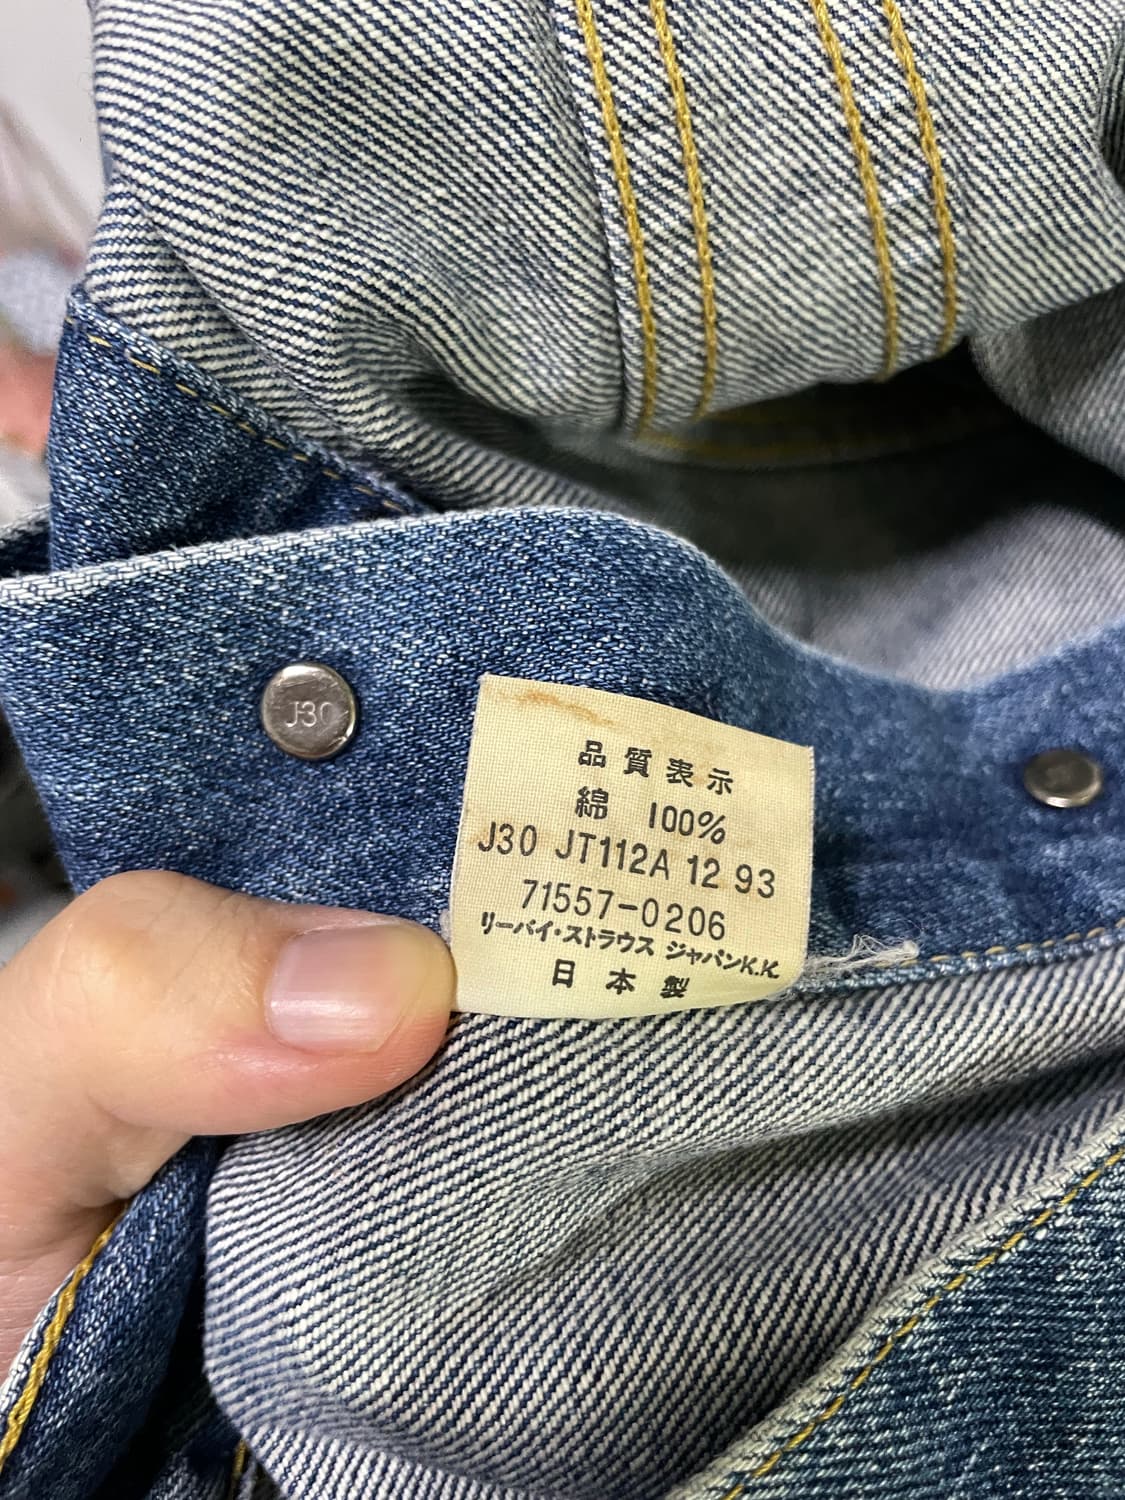 J30
品質表示
綿 100%
J30 JT112A 12 93
71557-0206
リーバイ・ストラウス ジャパンK.K.
日本製